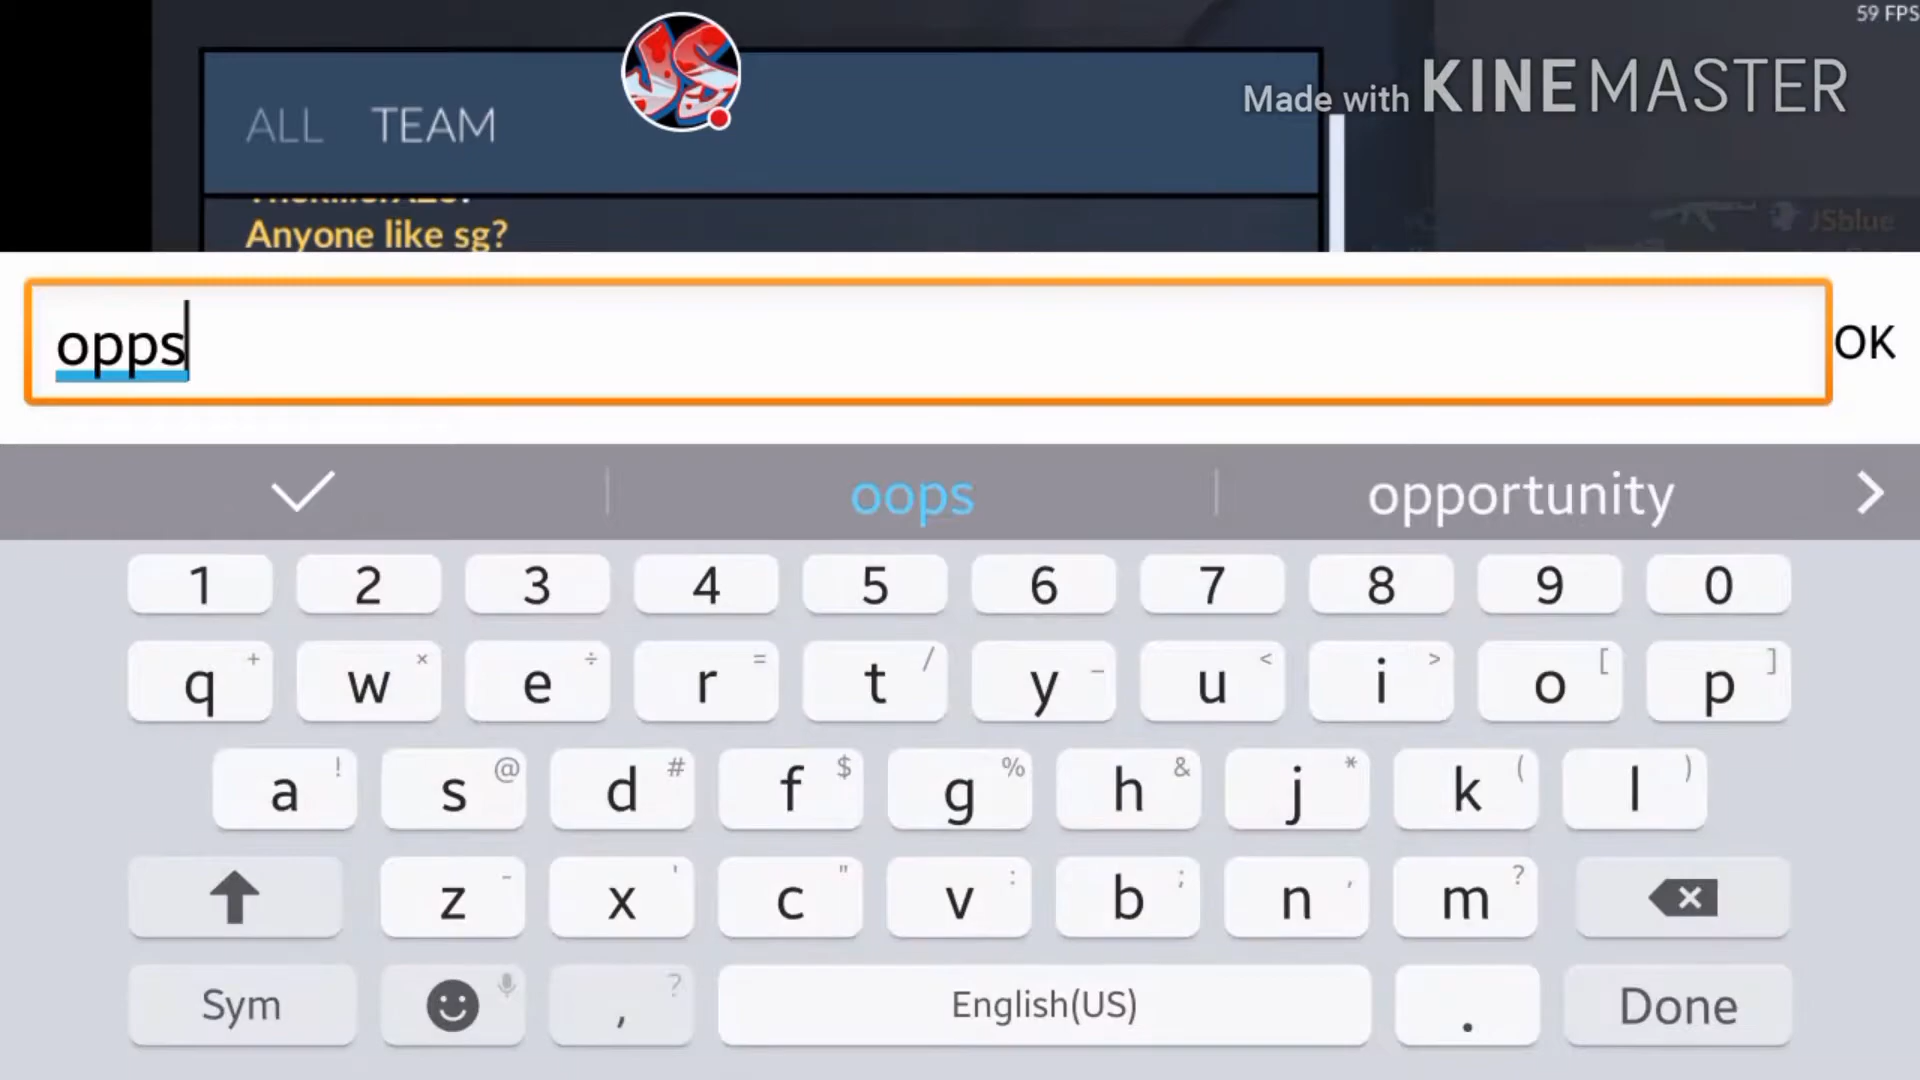 59 FPS
Made with KINEMASTER
JS
ALL TEAM
Anyone like sg?
JSblue
opps
OK
oops opportunity
1 2 3 4 5 6 7 8 9 0
q + w × e ÷ r = t / y _ u < i > o [ p ]
a ! s @ d # f $ g % h & j * k ( l )
z - x ' c " v : b ; n , m ?
Sym , ? English(US) . Done